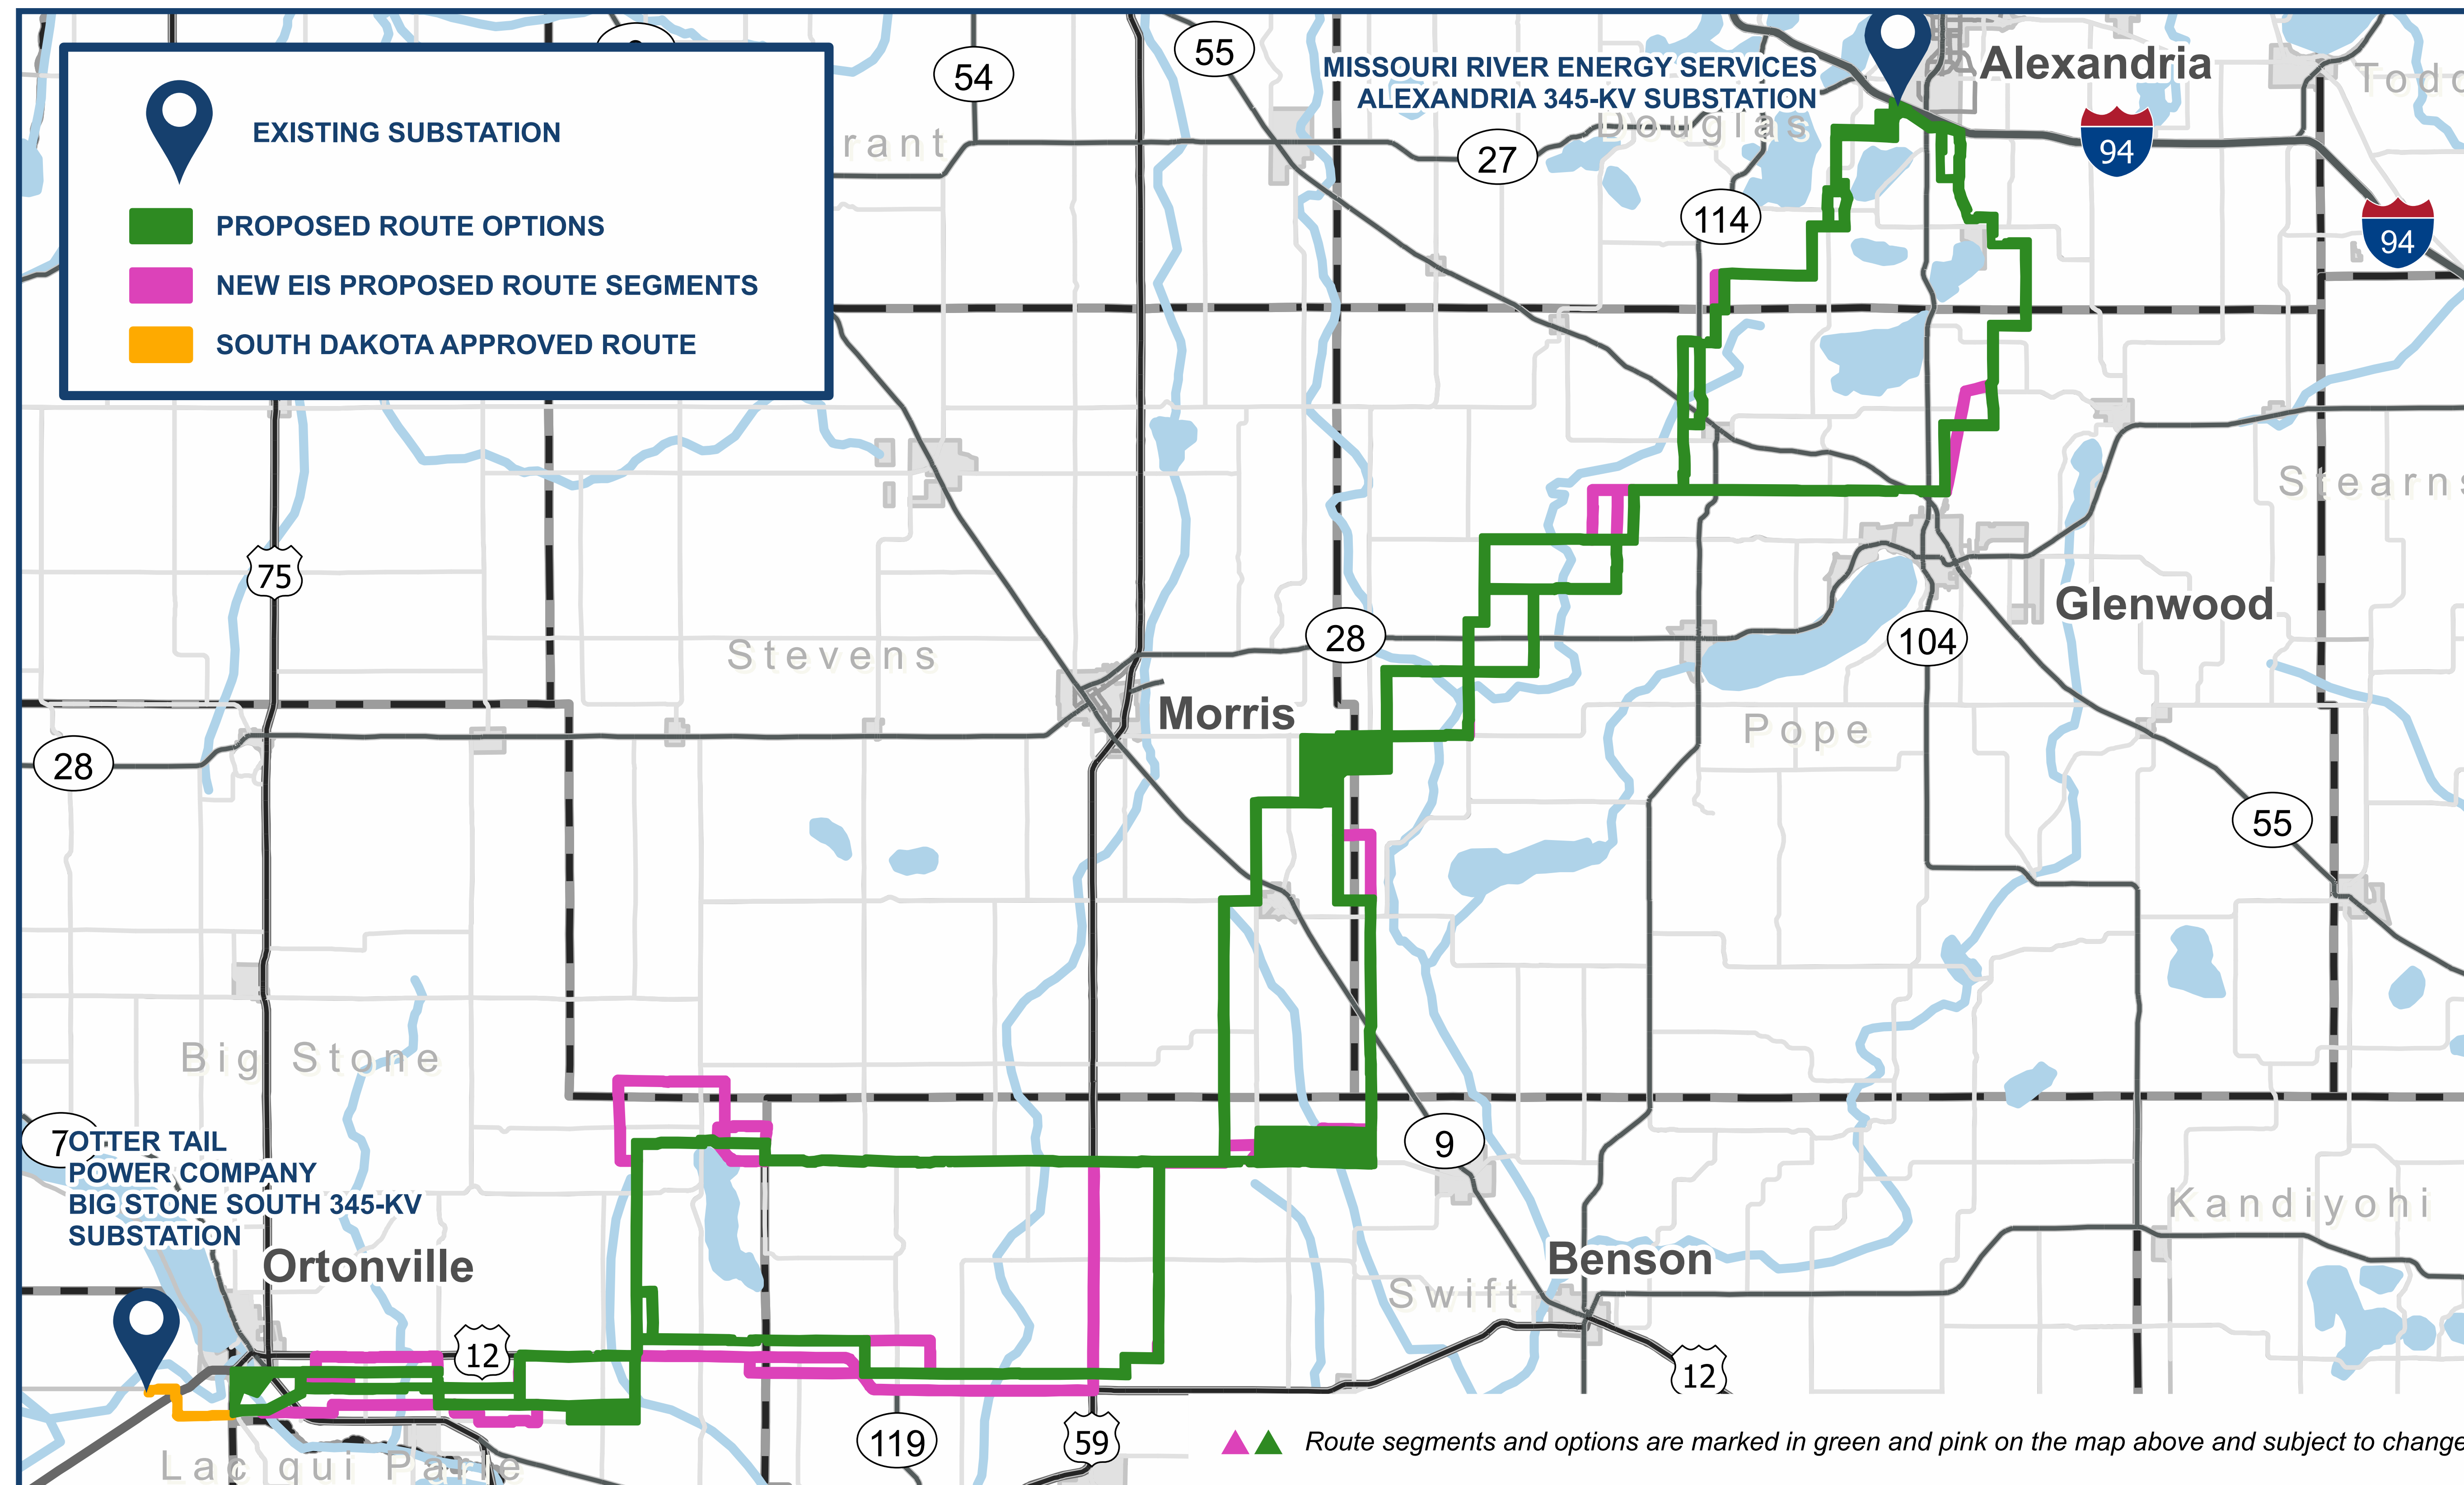 EXISTING SUBSTATION
PROPOSED ROUTE OPTIONS
NEW EIS PROPOSED ROUTE SEGMENTS
SOUTH DAKOTA APPROVED ROUTE
54
55
MISSOURI RIVER ENERGY SERVICES
ALEXANDRIA 345-KV SUBSTATION
Alexandria
Douglas
27
94
94
114
75
Stevens
28
Morris
28
Glenwood
104
Pope
55
Big Stone
7
OTTER TAIL
POWER COMPANY
BIG STONE SOUTH 345-KV
SUBSTATION
Ortonville
9
Kandiyohi
Benson
Swift
12
12
119
59
Lac qui Parle
Route segments and options are marked in green and pink on the map above and subject to change